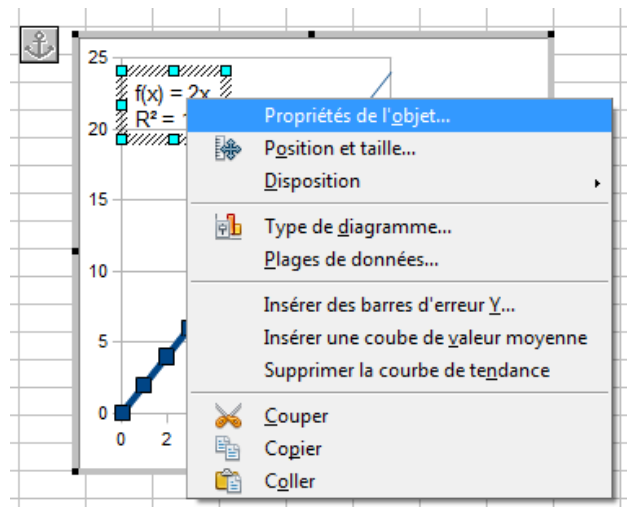 25
f(x) = 2x
R² = 1
20
15
10
5
0
0 2
Propriétés de l'objet...
Position et taille...
Disposition
Type de diagramme...
Plages de données...
Insérer des barres d'erreur Y...
Insérer une coube de valeur moyenne
Supprimer la courbe de tendance
Couper
Copier
Coller